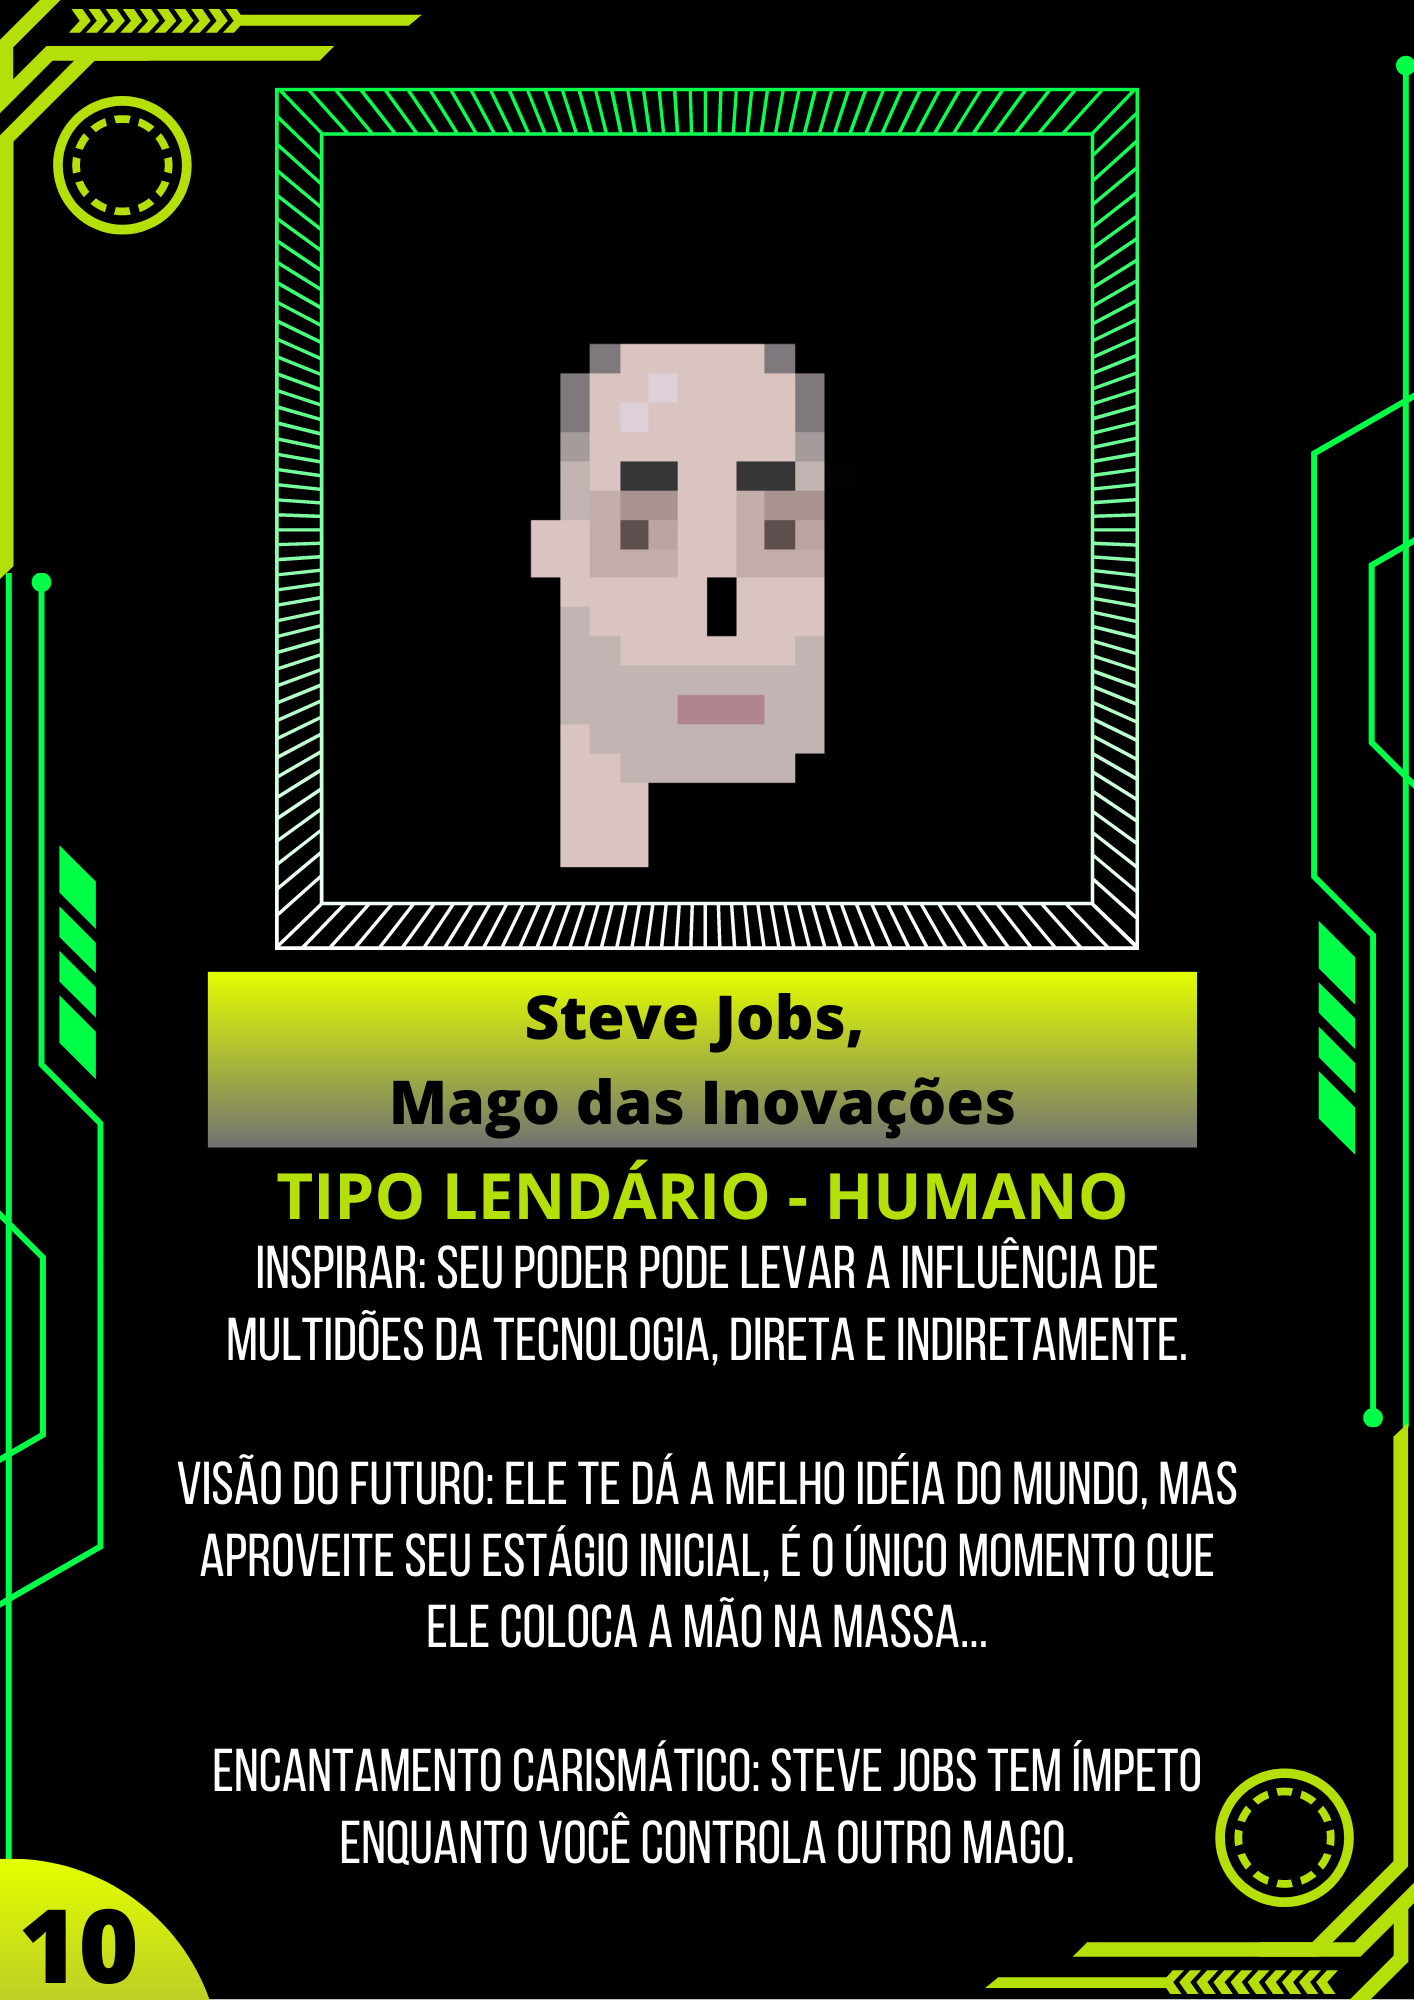 Steve Jobs,
Mago das Inovações
TIPO LENDÁRIO - HUMANO
INSPIRAR: SEU PODER PODE LEVAR A INFLUÊNCIA DE
MULTIDÕES DA TECNOLOGIA, DIRETA E INDIRETAMENTE.
VISÃO DO FUTURO: ELE TE DÁ A MELHO IDÉIA DO MUNDO, MAS
APROVEITE SEU ESTÁGIO INICIAL, É O ÚNICO MOMENTO QUE
ELE COLOCA A MÃO NA MASSA...
ENCANTAMENTO CARISMÁTICO: STEVE JOBS TEM ÍMPETO
ENQUANTO VOCÊ CONTROLA OUTRO MAGO.
10